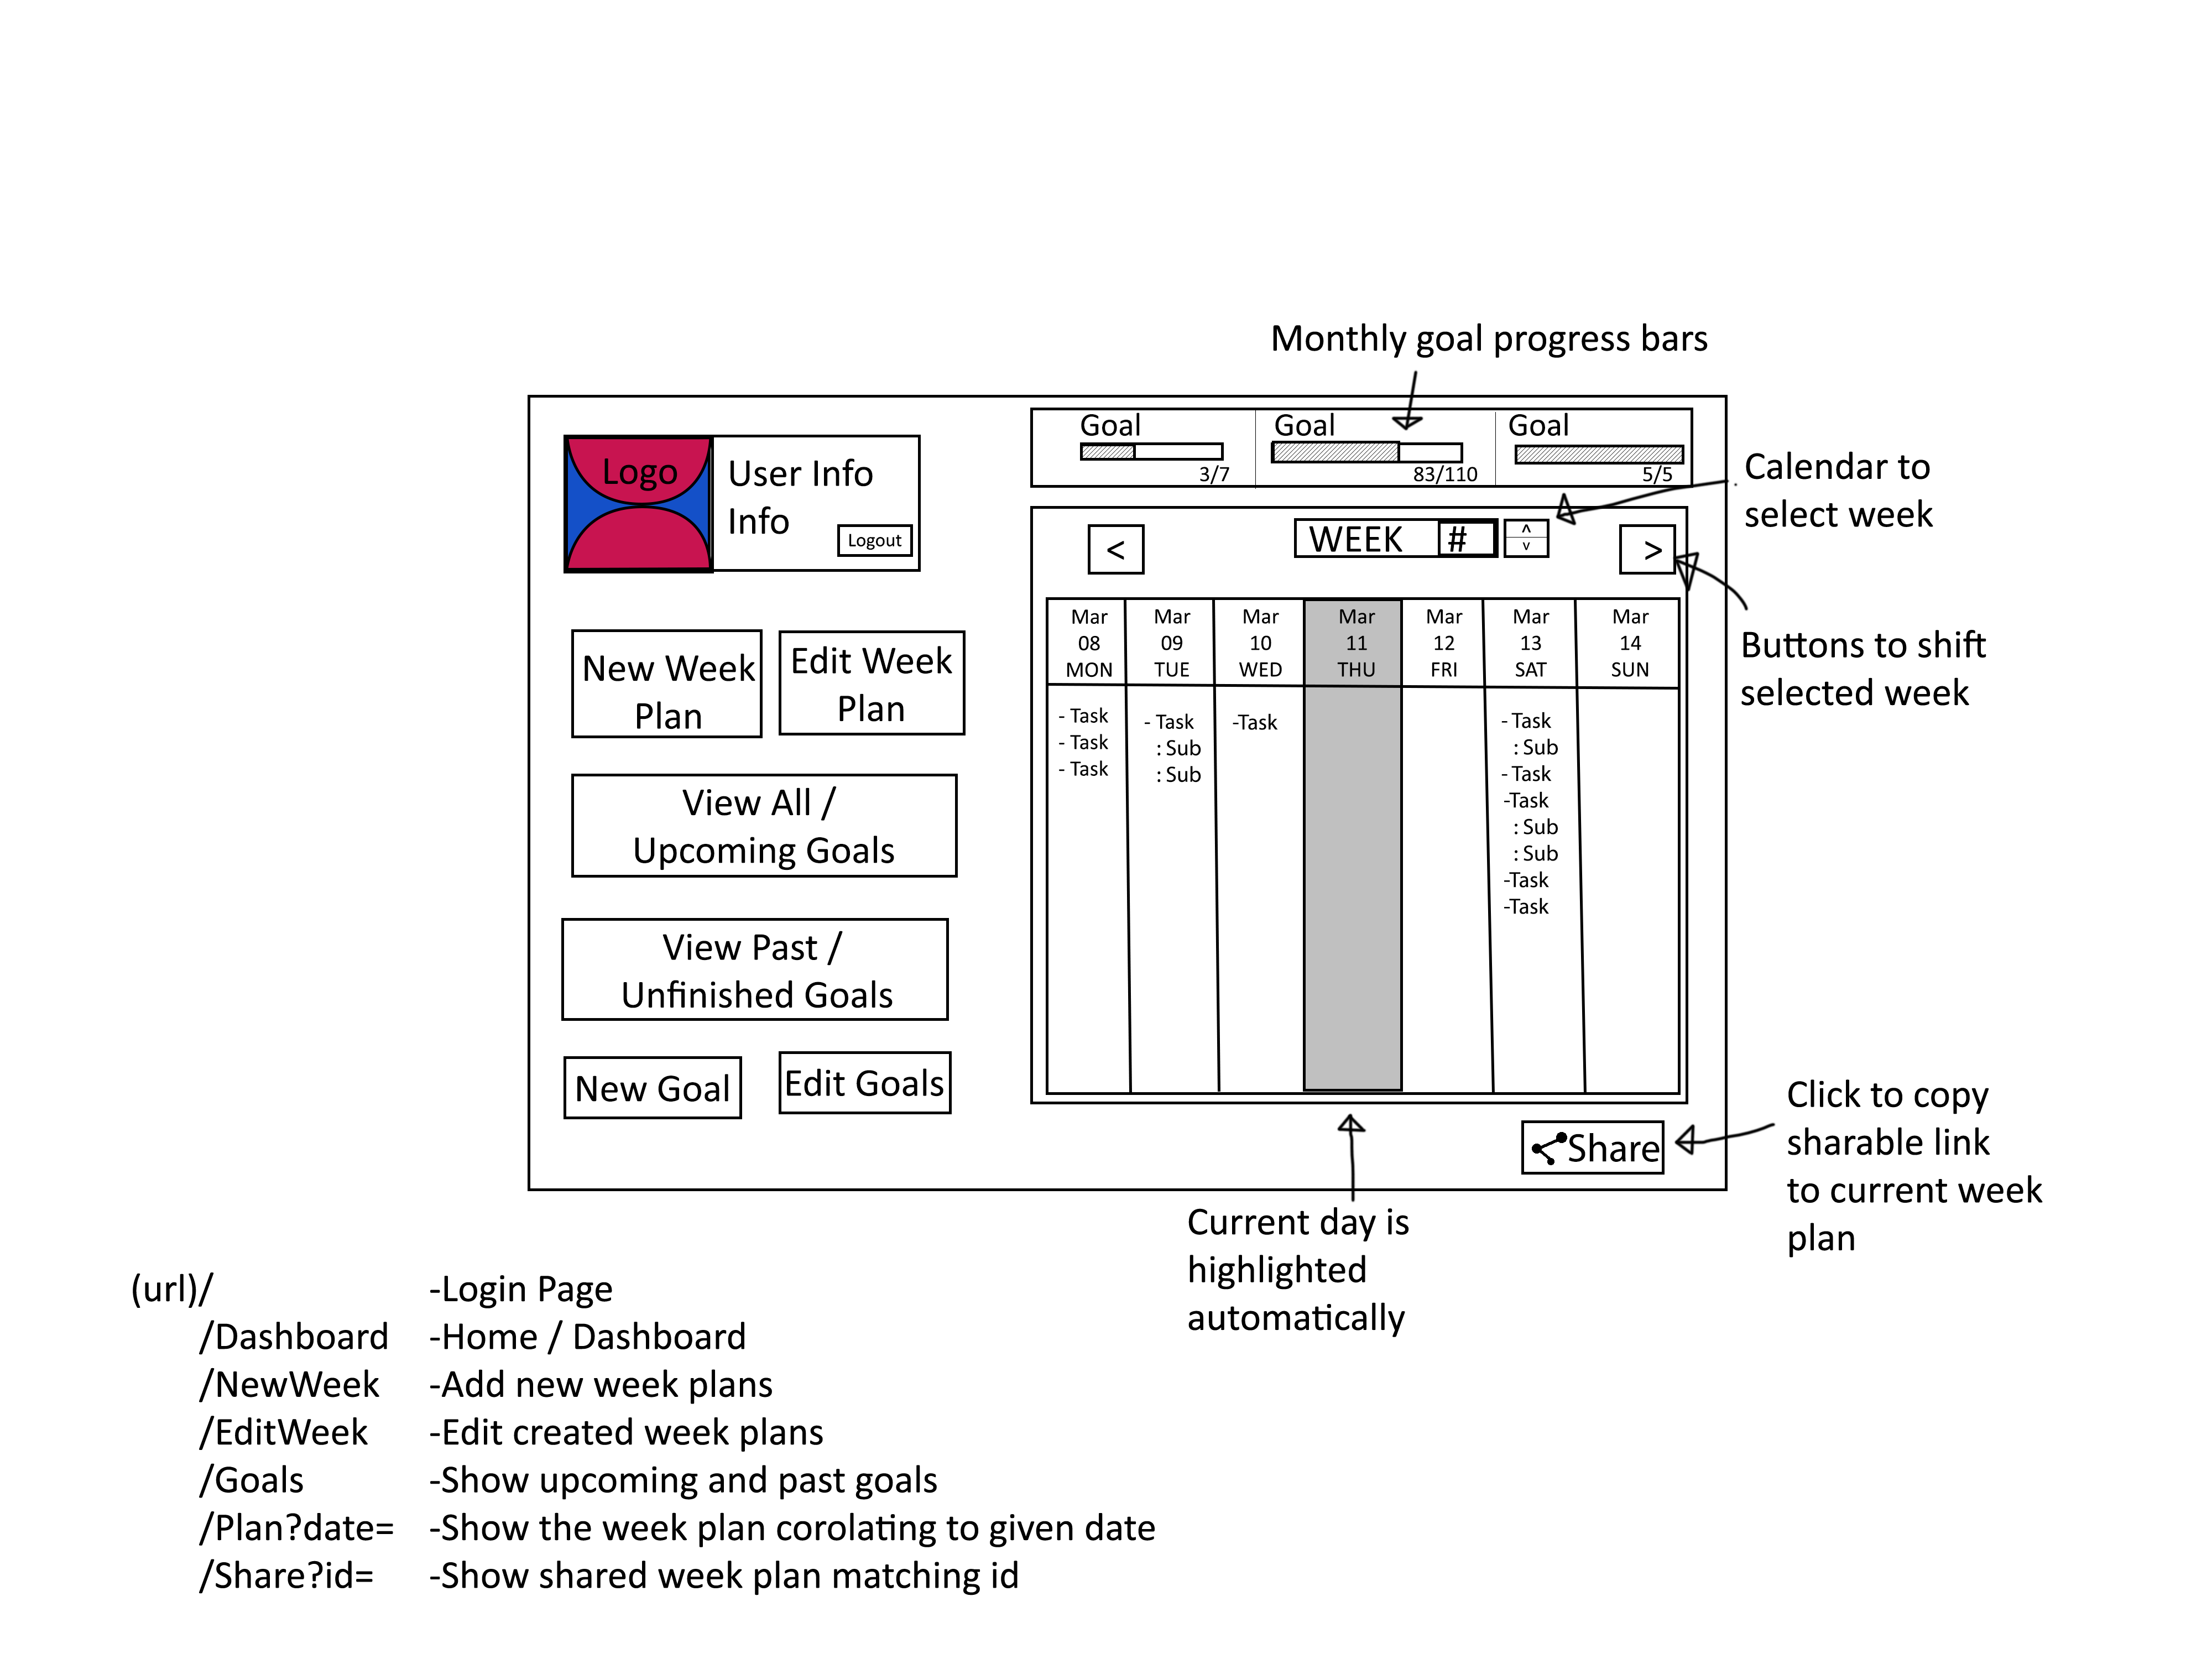 Monthly goal progress bars
Goal
3/7
Goal
83/110
Goal
5/5
Calendar to
select week
Logo
User Info
Info
Logout
<
WEEK #
^
v
>
Buttons to shift
selected week
New Week
Plan
Edit Week
Plan
View All /
Upcoming Goals
View Past /
Unfinished Goals
New Goal
Edit Goals
Mar
08
MON
- Task
- Task
- Task
Mar
09
TUE
- Task
: Sub
: Sub
Mar
10
WED
-Task
Mar
11
THU
Mar
12
FRI
Mar
13
SAT
- Task
: Sub
- Task
-Task
: Sub
: Sub
-Task
-Task
Mar
14
SUN
Share
Click to copy
sharable link
to current week
plan
Current day is
highlighted
automatically
(url)/ -Login Page
/Dashboard -Home / Dashboard
/NewWeek -Add new week plans
/EditWeek -Edit created week plans
/Goals -Show upcoming and past goals
/Plan?date= -Show the week plan corolating to given date
/Share?id= -Show shared week plan matching id